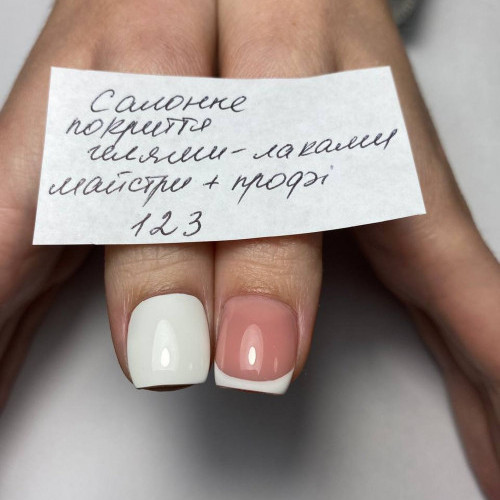 Салонне
покриття
гелями-лаками
майстри + профі
123